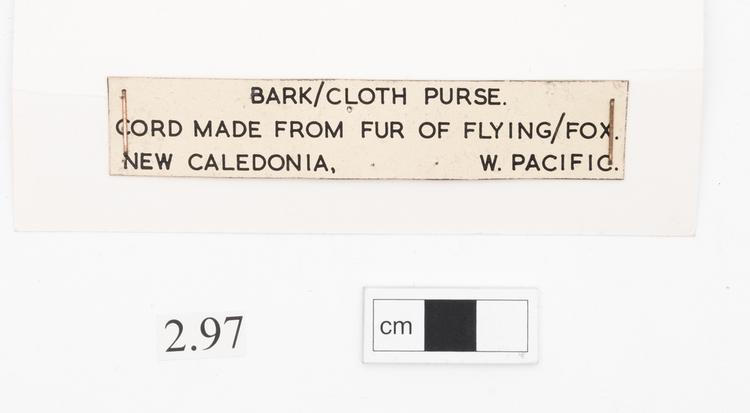 BARK/CLOTH PURSE.
CORD MADE FROM FUR OF FLYING/FOX.
NEW CALEDONIA, W. PACIFIC.
2.97
cm